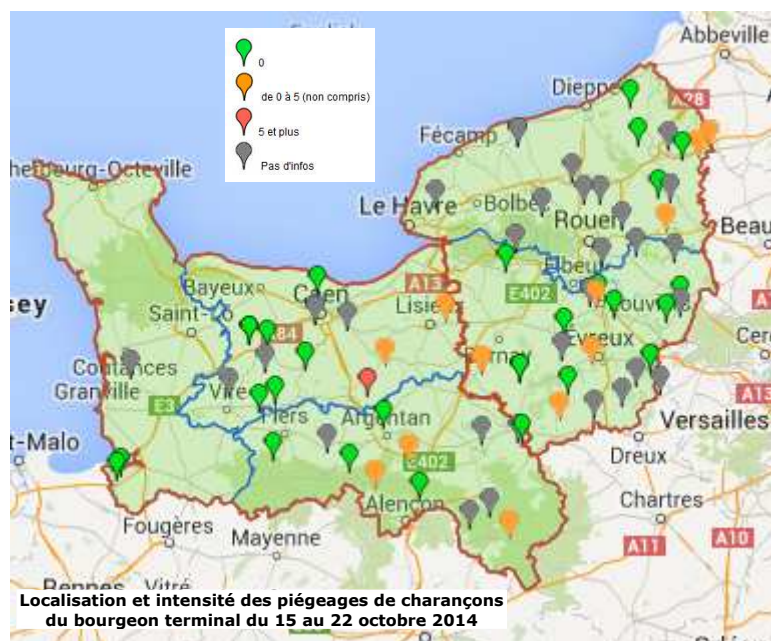 0
de 0 à 5 (non compris)
5 et plus
Pas d'infos
Abbeville
Dieppe
A28
Fécamp
Le Havre
Bolbec
Rouen
Beau
Elbeuf
E402
Louviers
A13
Bayeux
Caen
Lisieux
Saint-Lô
A84
ey
Coutances
Granville
Vire
E3
Flers
Argentan
Bernay
Évreux
Cer
A13
Versailles
Dreux
t-Malo
E402
Alençon
Chartres
Fougères
Mayenne
A11
A10
Rennes
Vitré
Localisation et intensité des piégeages de charançons
du bourgeon terminal du 15 au 22 octobre 2014